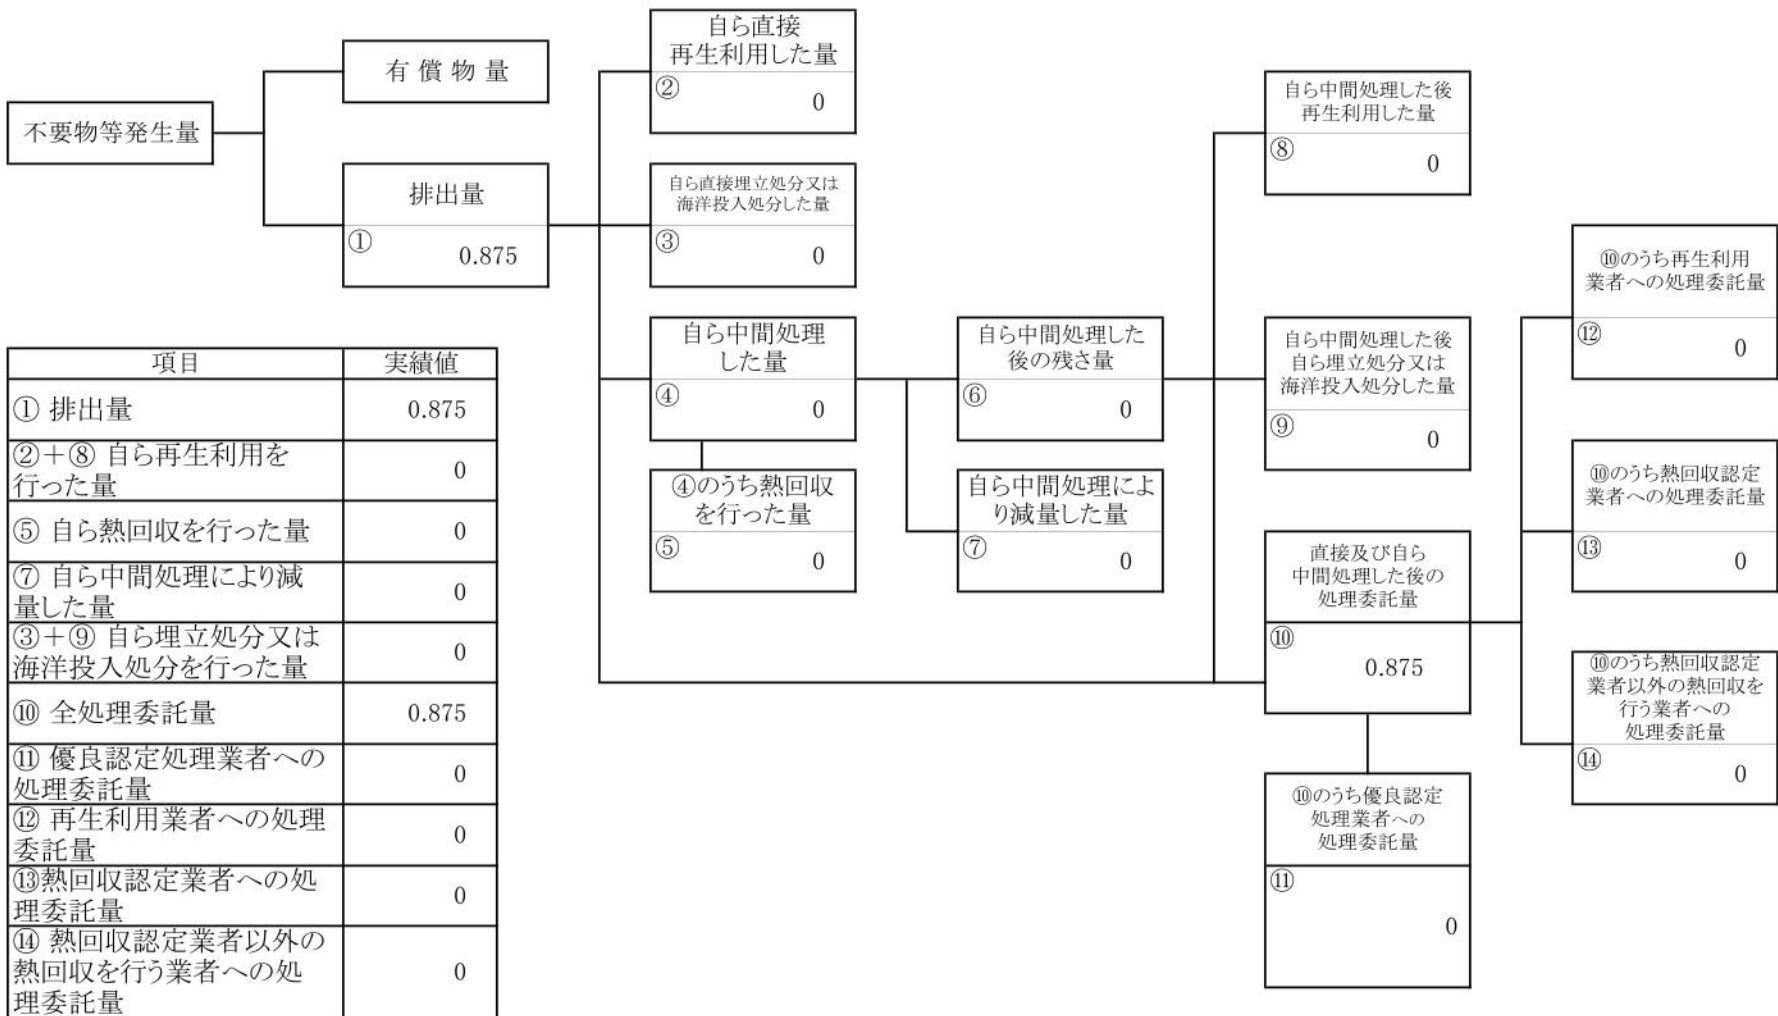 不要物等発生量
有 償 物 量
排出量
①
0.875
自ら直接
再生利用した量
②
0
自ら直接埋立処分又は
海洋投入処分した量
③
0
自ら中間処理
した量
④
0
④のうち熱回収
を行った量
⑤
0
自ら中間処理した
後の残さ量
⑥
0
自ら中間処理によ
り減量した量
⑦
0
自ら中間処理した後
再生利用した量
⑧
0
自ら中間処理した後
自ら埋立処分又は
海洋投入処分した量
⑨
0
直接及び自ら
中間処理した後の
処理委託量
⑩
0.875
⑩のうち優良認定
処理業者への
処理委託量
⑪
0
⑩のうち再生利用
業者への処理委託量
⑫
0
⑩のうち熱回収認定
業者への処理委託量
⑬
0
⑩のうち熱回収認定
業者以外の熱回収を
行う業者への
処理委託量
⑭
0
項目 実績値
① 排出量 0.875
②＋⑧ 自ら再生利用を
行った量
0
⑤ 自ら熱回収を行った量 0
⑦ 自ら中間処理により減
量した量
0
③＋⑨ 自ら埋立処分又は
海洋投入処分を行った量
0
⑩ 全処理委託量 0.875
⑪ 優良認定処理業者への
処理委託量
0
⑫ 再生利用業者への処理
委託量
0
⑬熱回収認定業者への処
理委託量
0
⑭ 熱回収認定業者以外の
熱回収を行う業者への処
理委託量
0